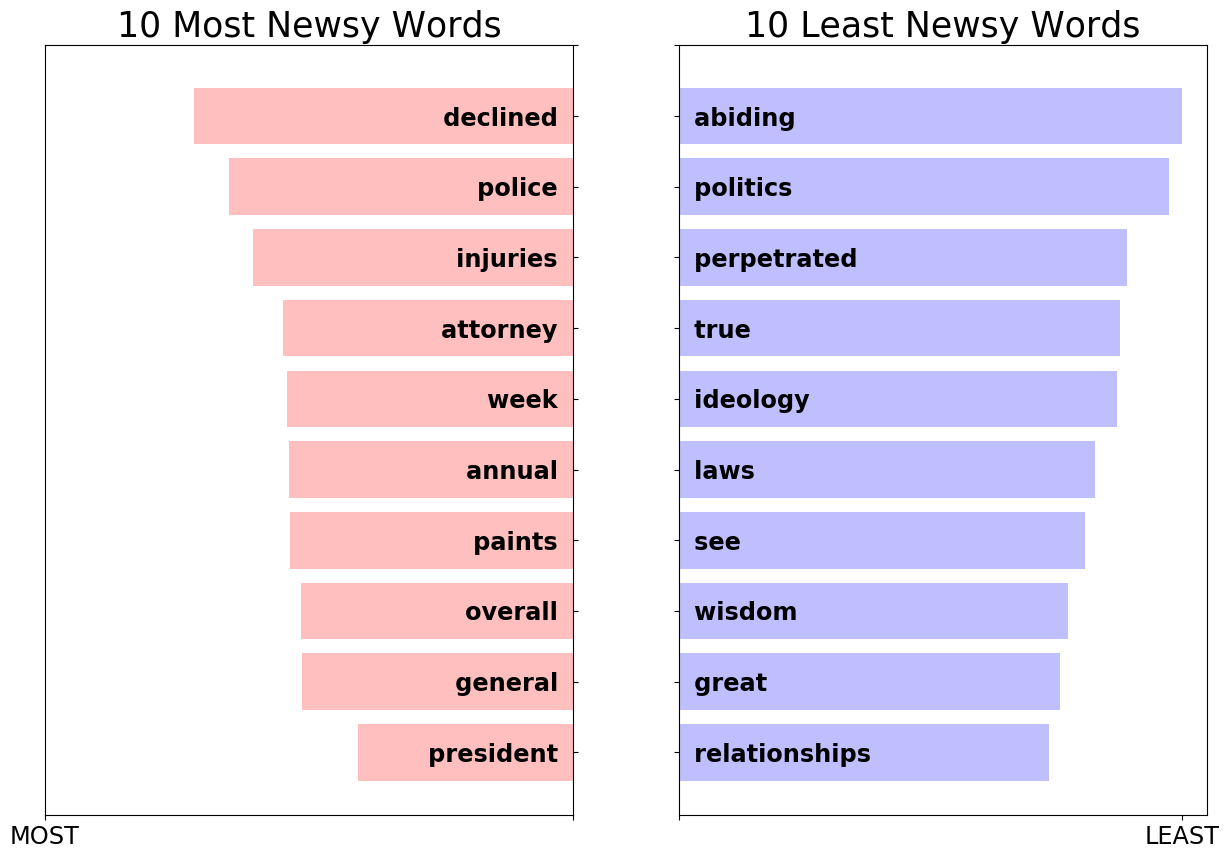 10 Most Newsy Words
declined
police
injuries
attorney
week
annual
paints
overall
general
president
MOST
10 Least Newsy Words
abiding
politics
perpetrated
true
ideology
laws
see
wisdom
great
relationships
LEAST